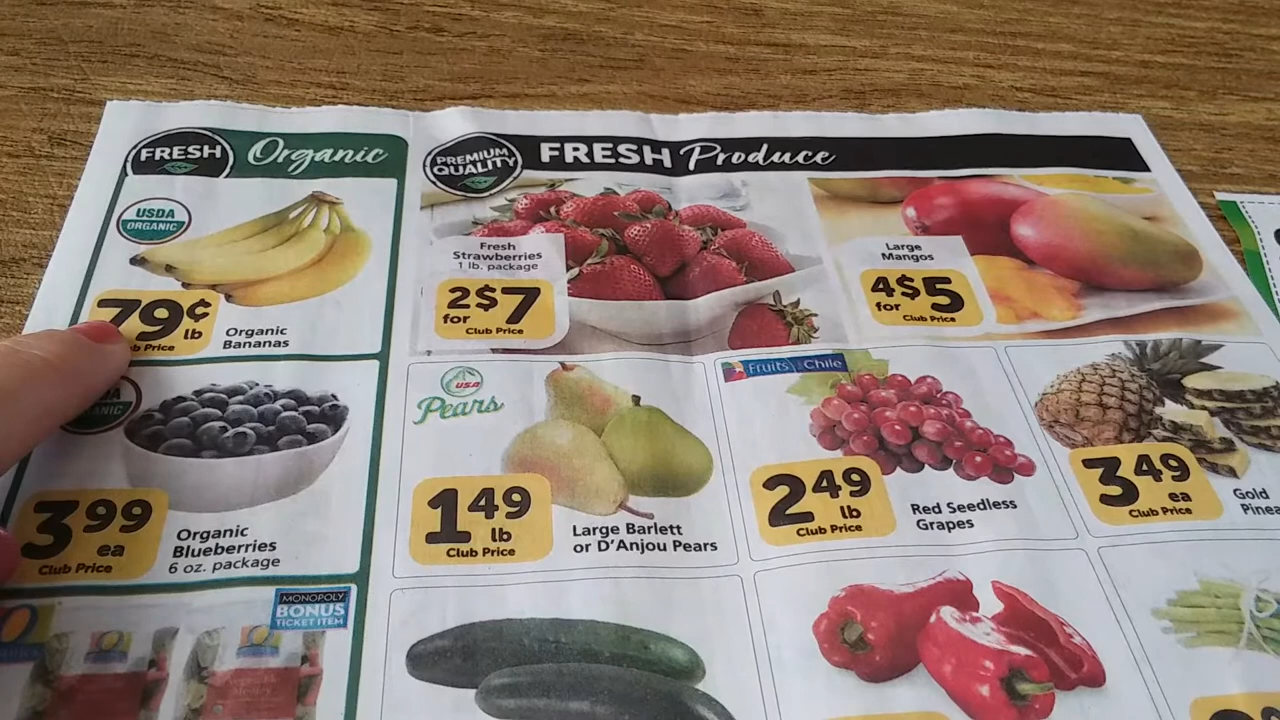 FRESH Organic
USDA
ORGANIC
79¢
lb
Price
Organic
Bananas
3 99
ea
Club Price
Organic
Blueberries
6 oz. package
MONOPOLY
BONUS
TICKET ITEM
PREMIUM
QUALITY
FRESH Produce
Fresh
Strawberries
1 lb. package
2 $7
for
Club Price
Large
Mangos
4 $5
for
Club Price
USA
Pears
1 49
lb
Club Price
Large Barlett
or D'Anjou Pears
Fruits Chile
2 49
lb
Club Price
Red Seedless
Grapes
3 49
ea
Club Price
Gold